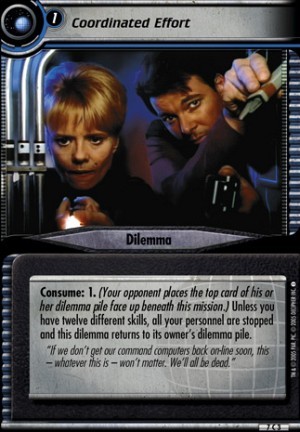 1 Coordinated Effort
Dilemma
Consume: 1. (Your opponent places the top card of his or
her dilemma pile face up beneath this mission.) Unless you
have twelve different skills, all your personnel are stopped
and this dilemma returns to its owner's dilemma pile.
"If we don't get our command computers back on-line soon, this
– whatever this is – won't matter. We'll all be dead."
7 C 5